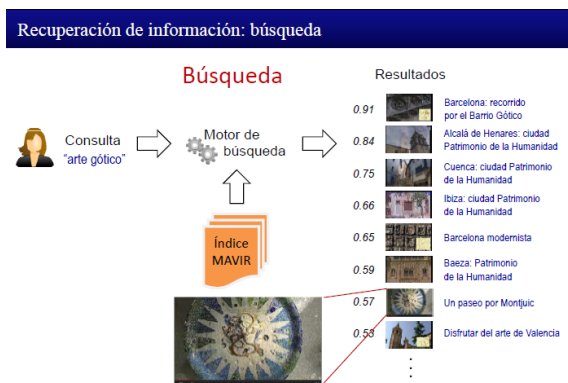 Recuperación de información: búsqueda
Búsqueda
Resultados
Consulta
"arte gótico"
Motor de
búsqueda
Índice
MAVIR
0.91
Barcelona: recorrido
por el Barrio Gótico
0.84
Alcalá de Henares: ciudad
Patrimonio de la Humanidad
0.75
Cuenca: ciudad Patrimonio
de la Humanidad
0.66
Ibiza: ciudad Patrimonio
de la Humanidad
0.65
Barcelona modernista
0.59
Baeza: Patrimonio
de la Humanidad
0.57
Un paseo por Montjuic
0.53
Disfrutar del arte de Valencia